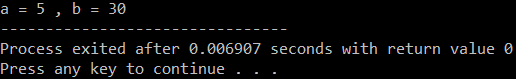 a = 5 , b = 30
--------------------------------
Process exited after 0.006907 seconds with return value 0
Press any key to continue . . .